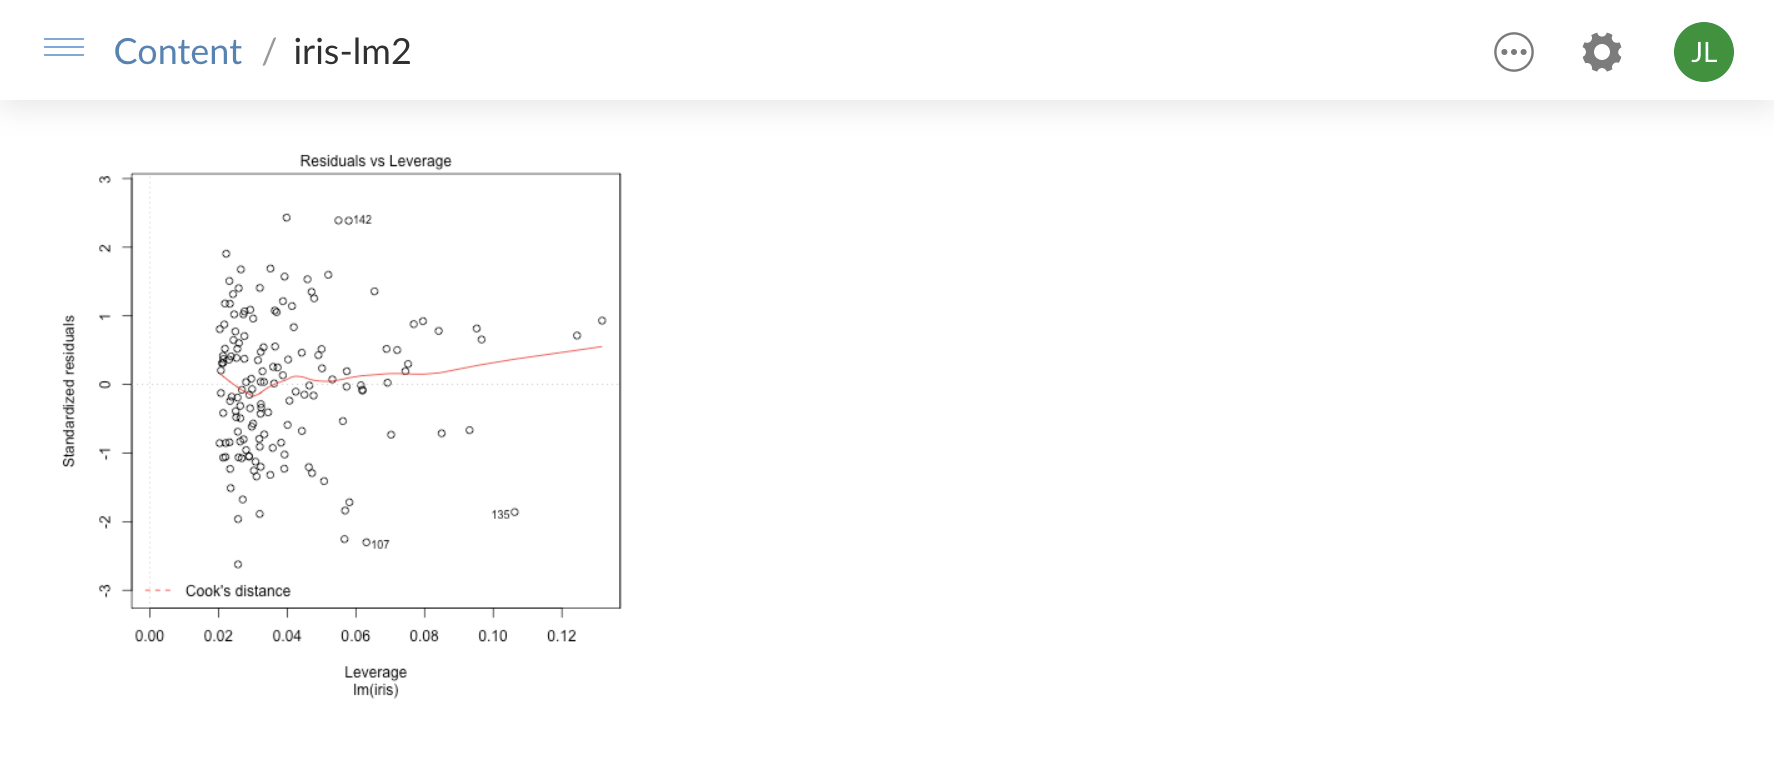 Content / iris-lm2
JL
Residuals vs Leverage
3
2
1
0
-1
-2
-3
Standardized residuals
142
135
107
Cook's distance
0.00 0.02 0.04 0.06 0.08 0.10 0.12
Leverage
lm(iris)